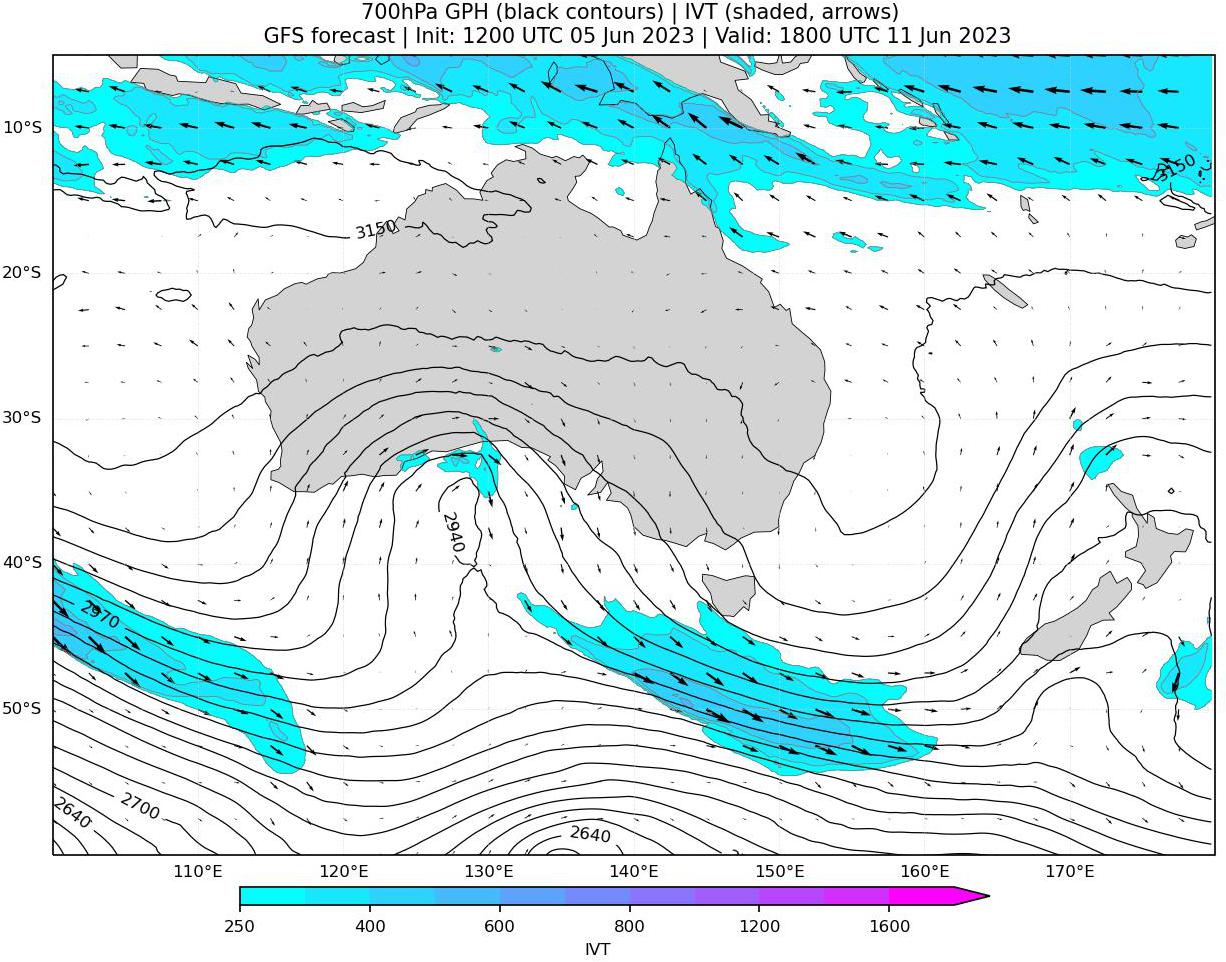 700hPa GPH (black contours) | IVT (shaded, arrows)
GFS forecast | Init: 1200 UTC 05 Jun 2023 | Valid: 1800 UTC 11 Jun 2023
10°S
3150
3150
20°S
30°S
2940
40°S
2970
50°S
2640
2700
2640
110°E 120°E 130°E 140°E 150°E 160°E 170°E
250 400 600 800 1200 1600
IVT